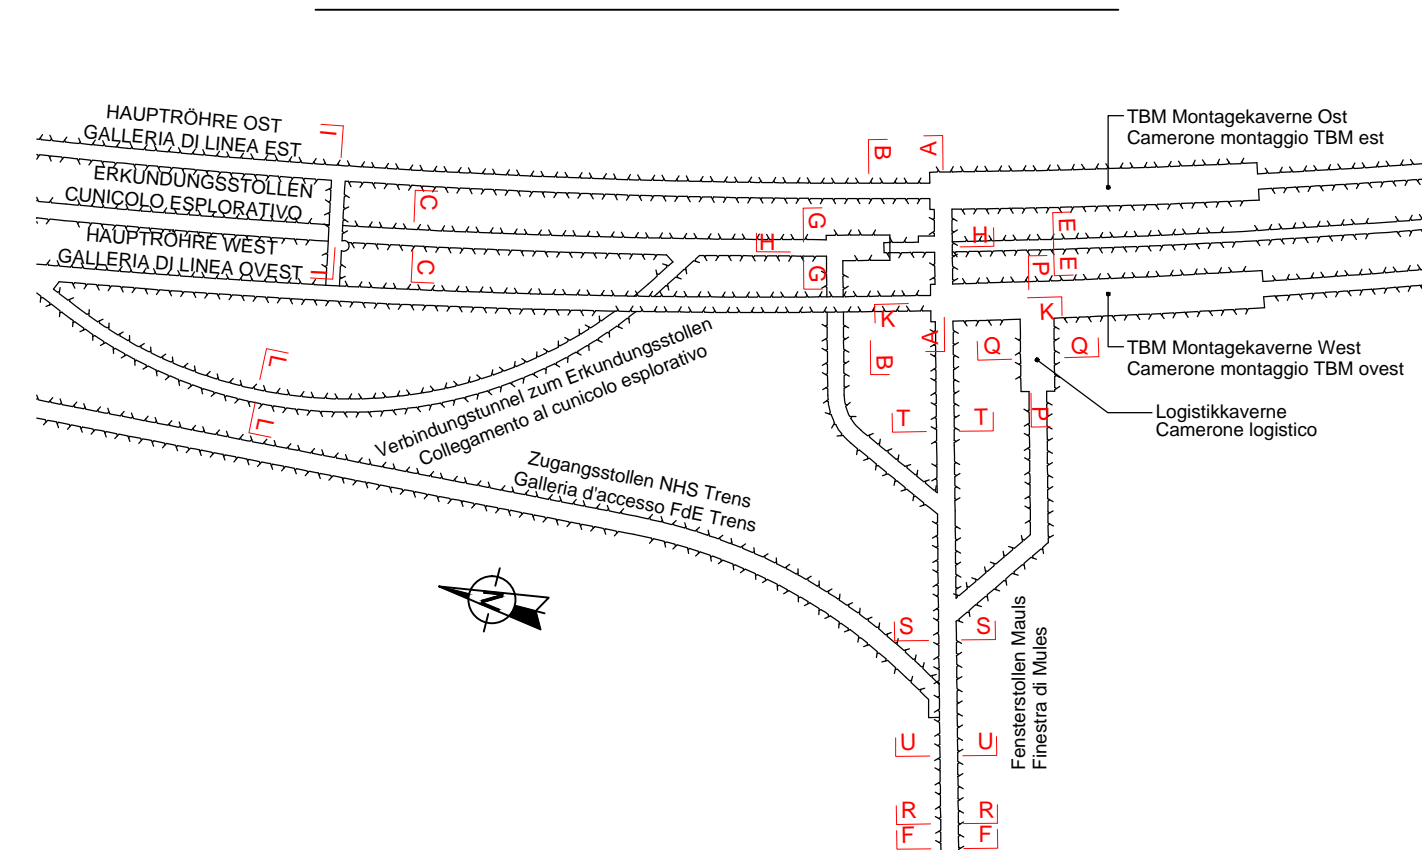 HAUPTRÖHRE OST
GALLERIA DI LINEA EST
ERKUNDUNGSSTOLLEN
CUNICOLO ESPLORATIVO
HAUPTRÖHRE WEST
GALLERIA DI LINEA OVEST
I
I
C
C
B
A
G
G
H
H
E
E
P
K
K
A
B
Q
Q
T
T
P
L
L
TBM Montagekaverne Ost
Camerone montaggio TBM est
TBM Montagekaverne West
Camerone montaggio TBM ovest
Logistikkaverne
Camerone logistico
Verbindungstunnel zum Erkundungsstollen
Collegamento al cunicolo esplorativo
Zugangsstollen NHS Trens
Galleria d'accesso FdE Trens
N
Fensterstollen Mauls
Finestra di Mules
S
S
U
U
R
R
F
F